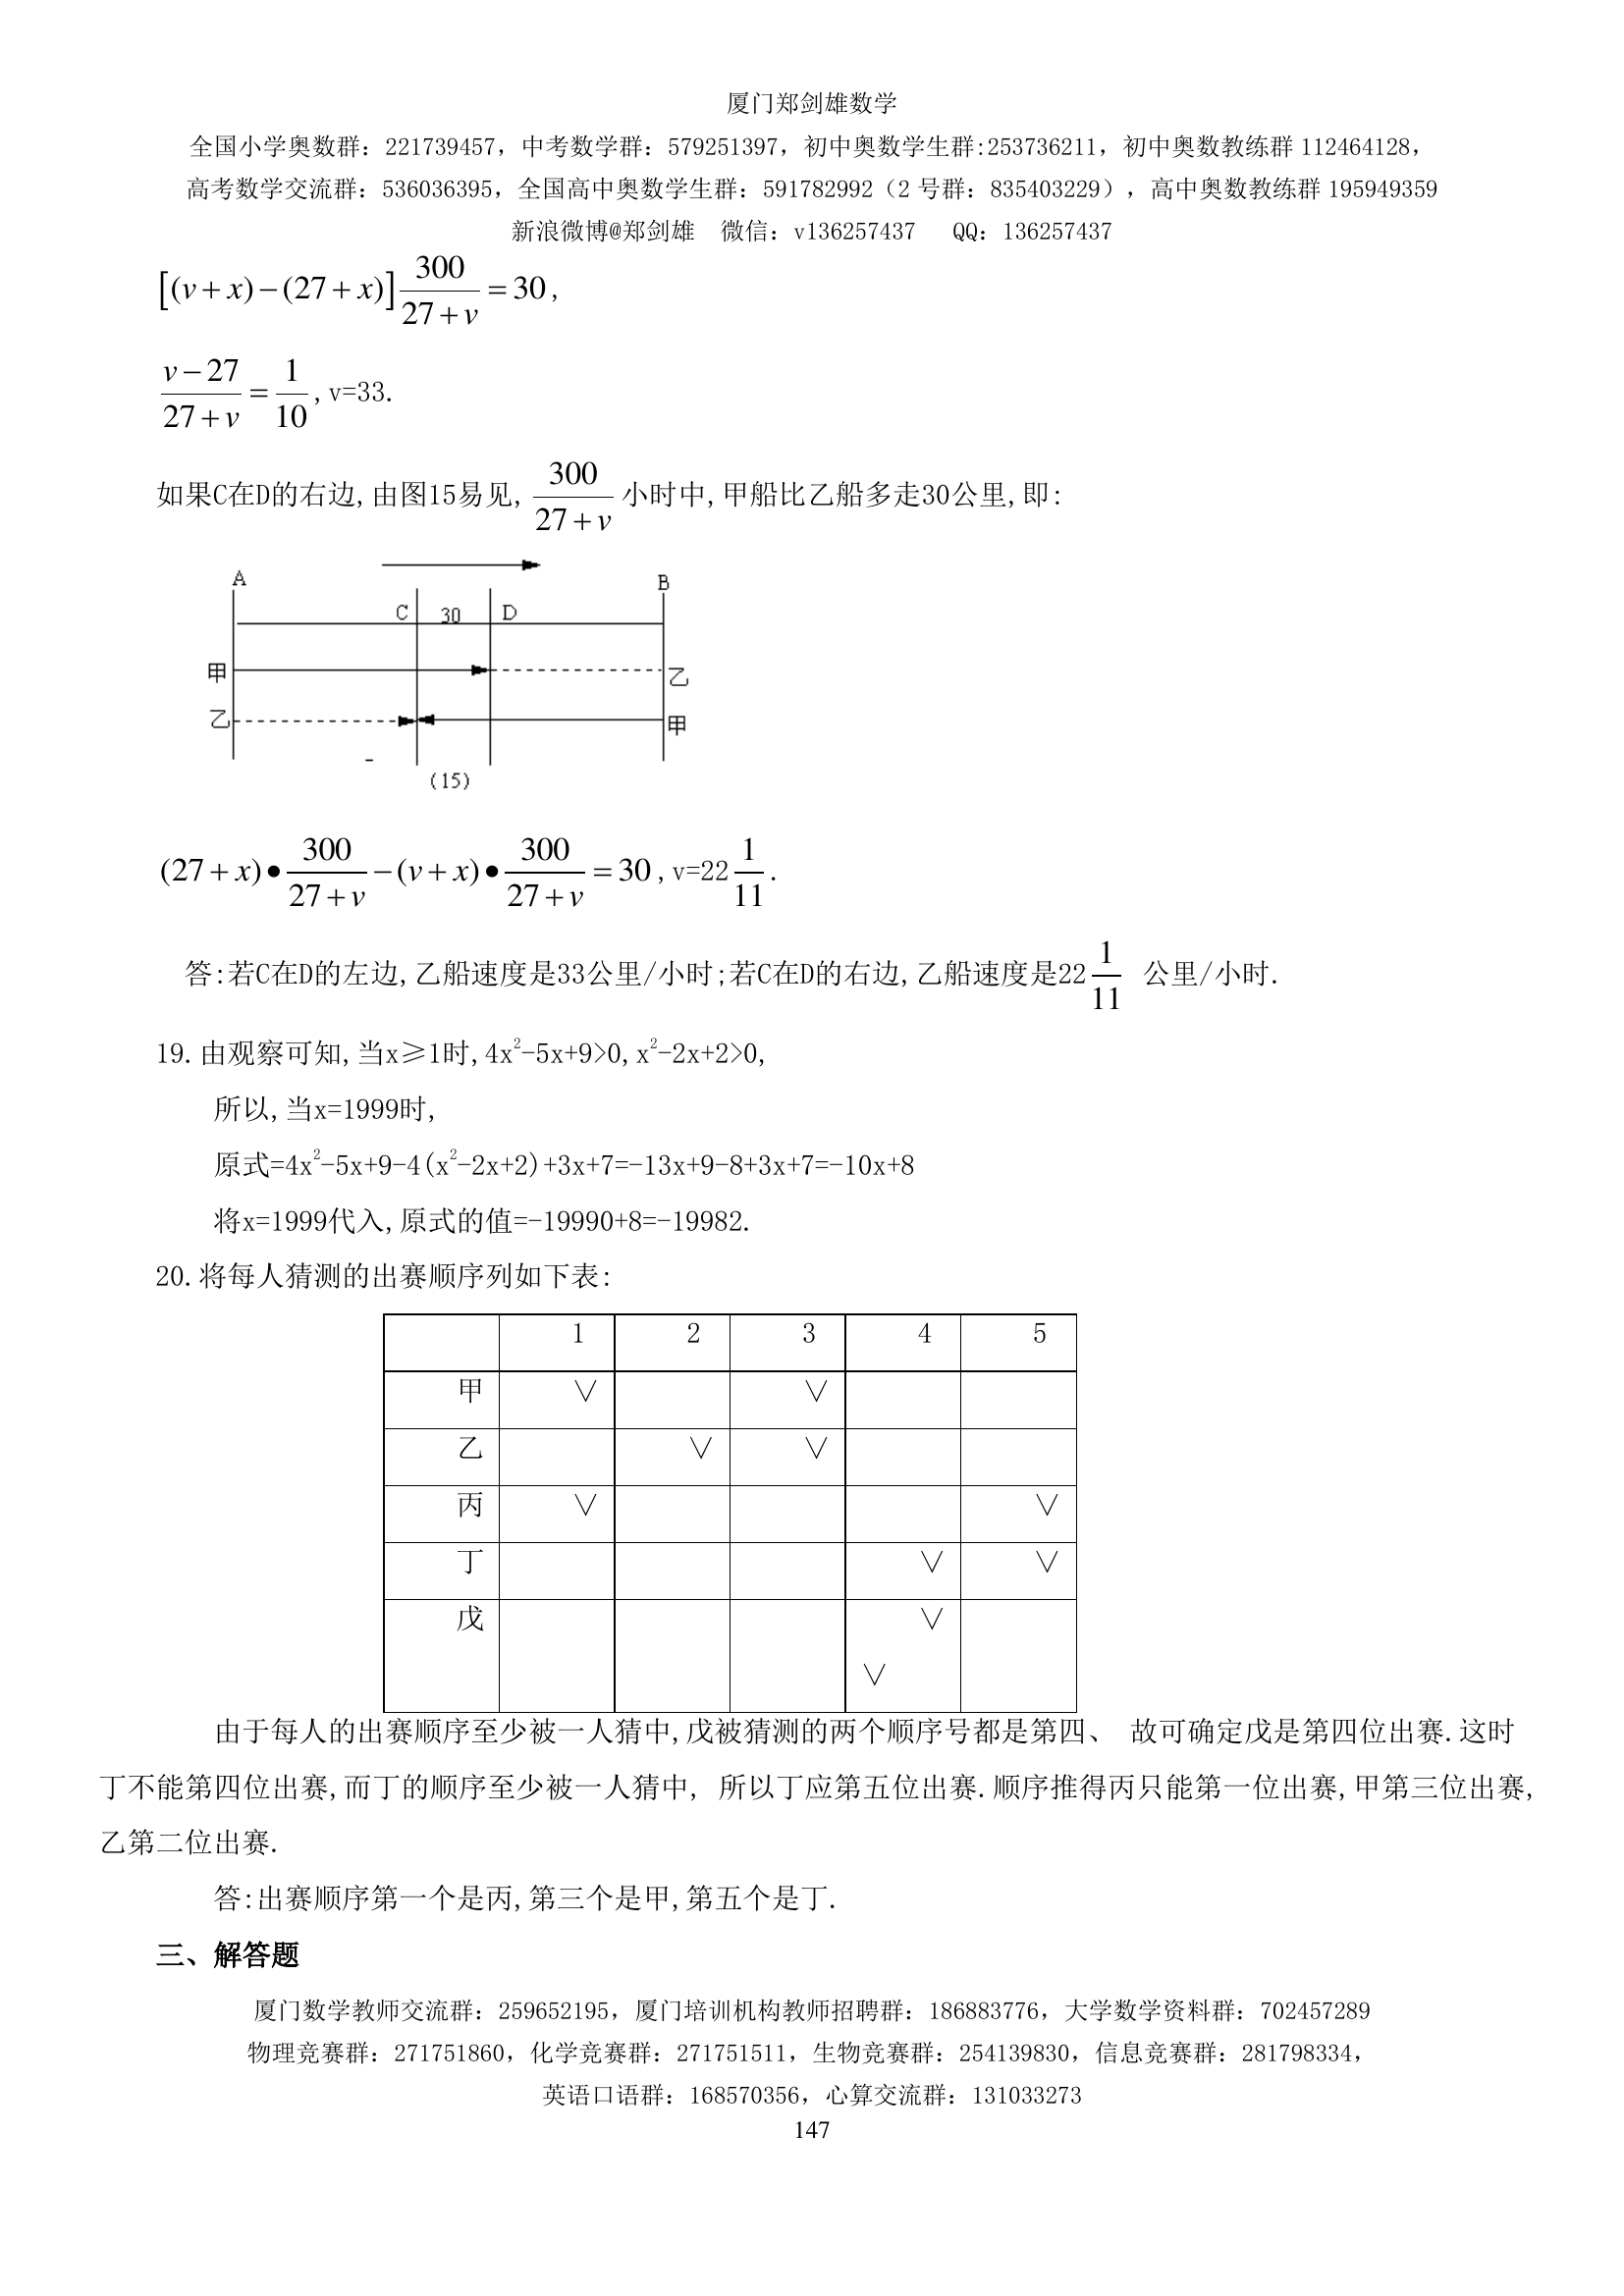 厦门郑剑雄数学
全国小学奥数群：221739457，中考数学群：579251397，初中奥数学生群:253736211，初中奥数教练群 112464128，
高考数学交流群：536036395，全国高中奥数学生群：591782992（2 号群：835403229），高中奥数教练群 195949359
新浪微博@郑剑雄 微信：v136257437 QQ：136257437
[(v+x)−(27+x)] 300/(27+v) =30,
(v−27)/(27+v) = 1/10 ,v=33.
如果C在D的右边,由图15易见, 300/(27+v) 小时中,甲船比乙船多走30公里,即:
A B
C 30 D
甲 乙
乙 甲
(15)
(27+x)• 300/(27+v) −(v+x)• 300/(27+v) =30 ,v=22 1/11 .
答:若C在D的左边,乙船速度是33公里/小时;若C在D的右边,乙船速度是22 1/11 公里/小时.
19.由观察可知,当x≥1时,4x²-5x+9>0,x²-2x+2>0,
所以,当x=1999时,
原式=4x²-5x+9-4(x²-2x+2)+3x+7=-13x+9-8+3x+7=-10x+8
将x=1999代入,原式的值=-19990+8=-19982.
20.将每人猜测的出赛顺序列如下表:
1 2 3 4 5
甲 ∨ ∨
乙 ∨ ∨
丙 ∨ ∨
丁 ∨ ∨
戊 ∨
∨
由于每人的出赛顺序至少被一人猜中,戊被猜测的两个顺序号都是第四、 故可确定戊是第四位出赛.这时
丁不能第四位出赛,而丁的顺序至少被一人猜中, 所以丁应第五位出赛.顺序推得丙只能第一位出赛,甲第三位出赛,
乙第二位出赛.
答:出赛顺序第一个是丙,第三个是甲,第五个是丁.
三、解答题
厦门数学教师交流群：259652195，厦门培训机构教师招聘群：186883776，大学数学资料群：702457289
物理竞赛群：271751860，化学竞赛群：271751511，生物竞赛群：254139830，信息竞赛群：281798334，
英语口语群：168570356，心算交流群：131033273
147